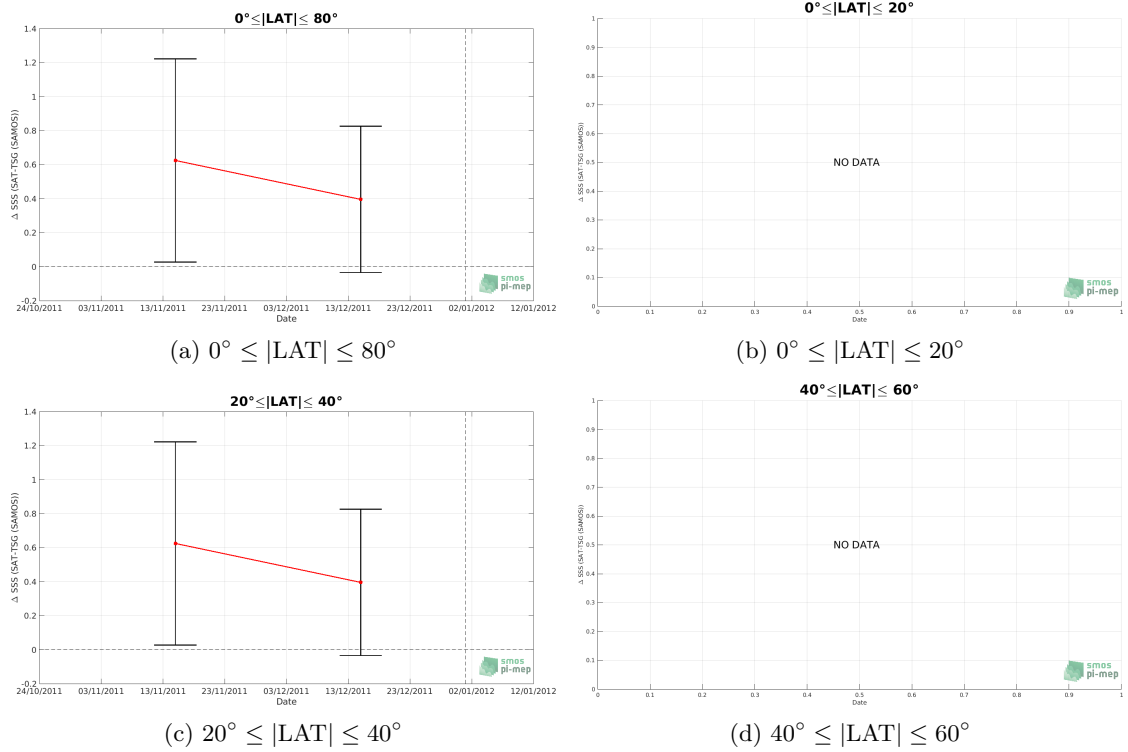 0°≤|LAT|≤ 80°
1.4
1.2
1
0.8
0.6
0.4
0.2
0
-0.2
Δ SSS (SAT-TSG (SAMOS))
24/10/2011 03/11/2011 13/11/2011 23/11/2011 03/12/2011 13/12/2011 23/12/2011 02/01/2012 12/01/2012
Date
smos
pi-mep
(a) 0° ≤ |LAT| ≤ 80°
0°≤|LAT|≤ 20°
1
0.9
0.8
0.7
0.6
0.5
0.4
0.3
0.2
0.1
0
Δ SSS (SAT-TSG (SAMOS))
NO DATA
0 0.1 0.2 0.3 0.4 0.5 0.6 0.7 0.8 0.9 1
Date
smos
pi-mep
(b) 0° ≤ |LAT| ≤ 20°
20°≤|LAT|≤ 40°
1.4
1.2
1
0.8
0.6
0.4
0.2
0
-0.2
Δ SSS (SAT-TSG (SAMOS))
24/10/2011 03/11/2011 13/11/2011 23/11/2011 03/12/2011 13/12/2011 23/12/2011 02/01/2012 12/01/2012
Date
smos
pi-mep
(c) 20° ≤ |LAT| ≤ 40°
40°≤|LAT|≤ 60°
1
0.9
0.8
0.7
0.6
0.5
0.4
0.3
0.2
0.1
0
Δ SSS (SAT-TSG (SAMOS))
NO DATA
0 0.1 0.2 0.3 0.4 0.5 0.6 0.7 0.8 0.9 1
Date
smos
pi-mep
(d) 40° ≤ |LAT| ≤ 60°